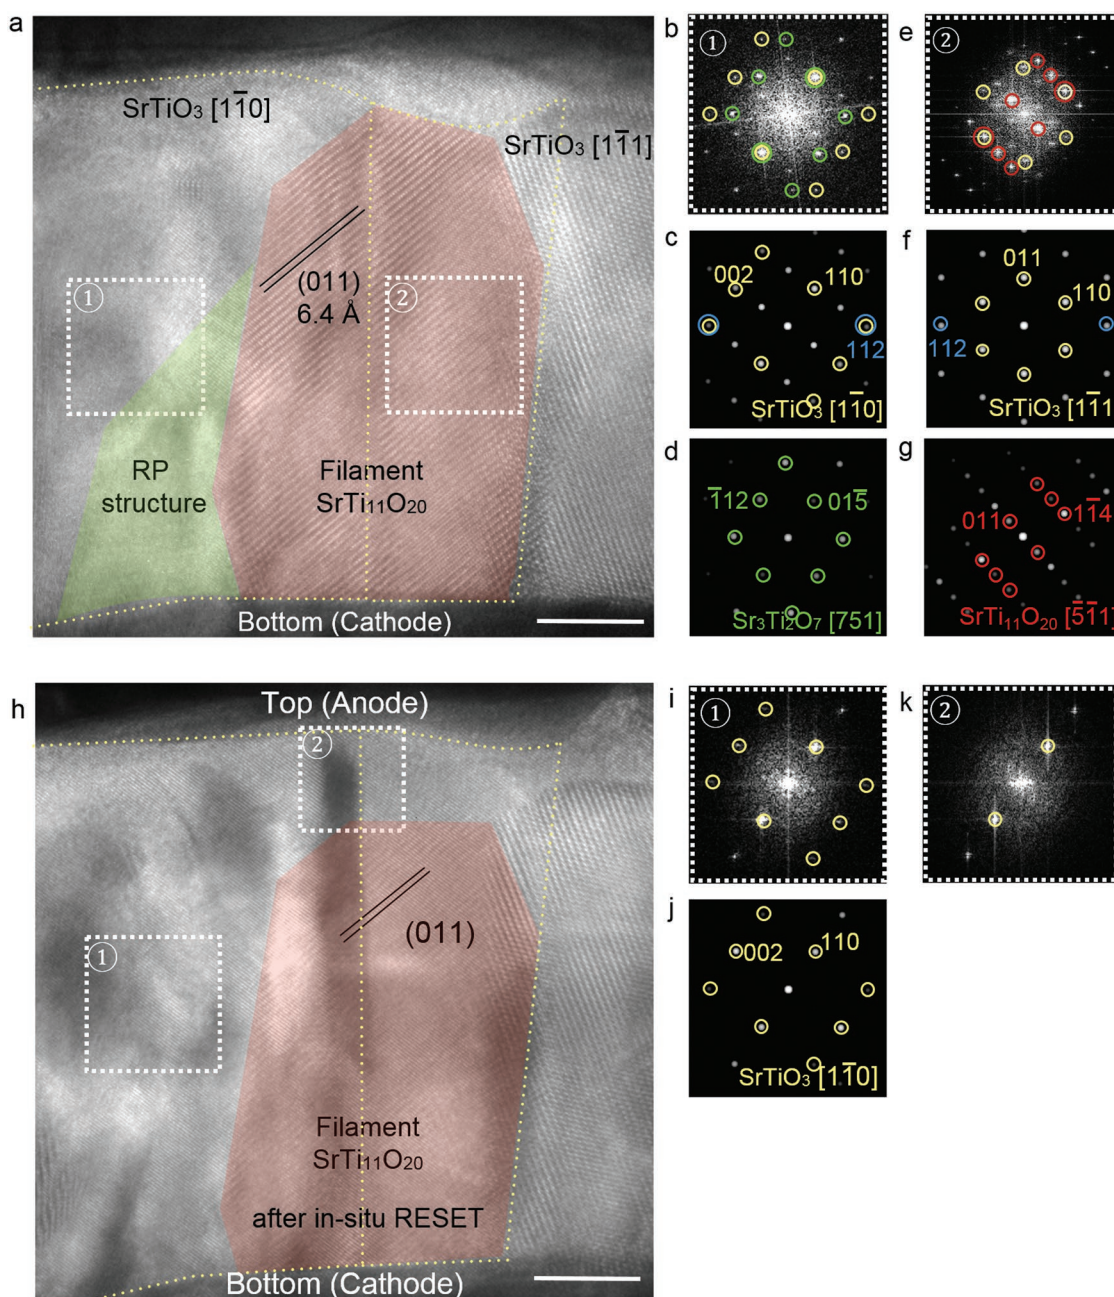 a
SrTiO₃ [11̄0]
SrTiO₃ [11̄1]
①
(011)
6.4 Å
②
RP
structure
Filament
SrTi₁₁O₂₀
Bottom (Cathode)
b
①
e
②
c
002
110
112
SrTiO₃ [11̄0]
f
011
110
112
SrTiO₃ [11̄1]
d
1̄12
015̄
Sr₃Ti₂O₇ [751]
g
011
11̄4
SrTi₁₁O₂₀ [5̄5̄1]
h
Top (Anode)
②
①
(011)
Filament
SrTi₁₁O₂₀
after in-situ RESET
Bottom (Cathode)
i
①
k
②
j
002
110
SrTiO₃ [11̄0]